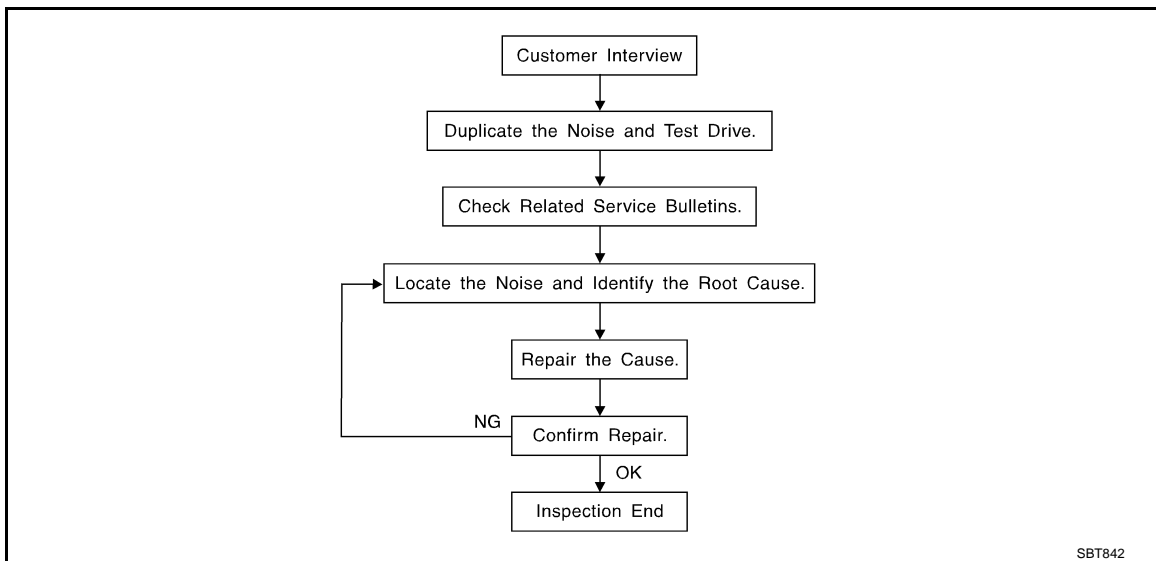 Customer Interview
Duplicate the Noise and Test Drive.
Check Related Service Bulletins.
Locate the Noise and Identify the Root Cause.
Repair the Cause.
NG
Confirm Repair.
OK
Inspection End
SBT842